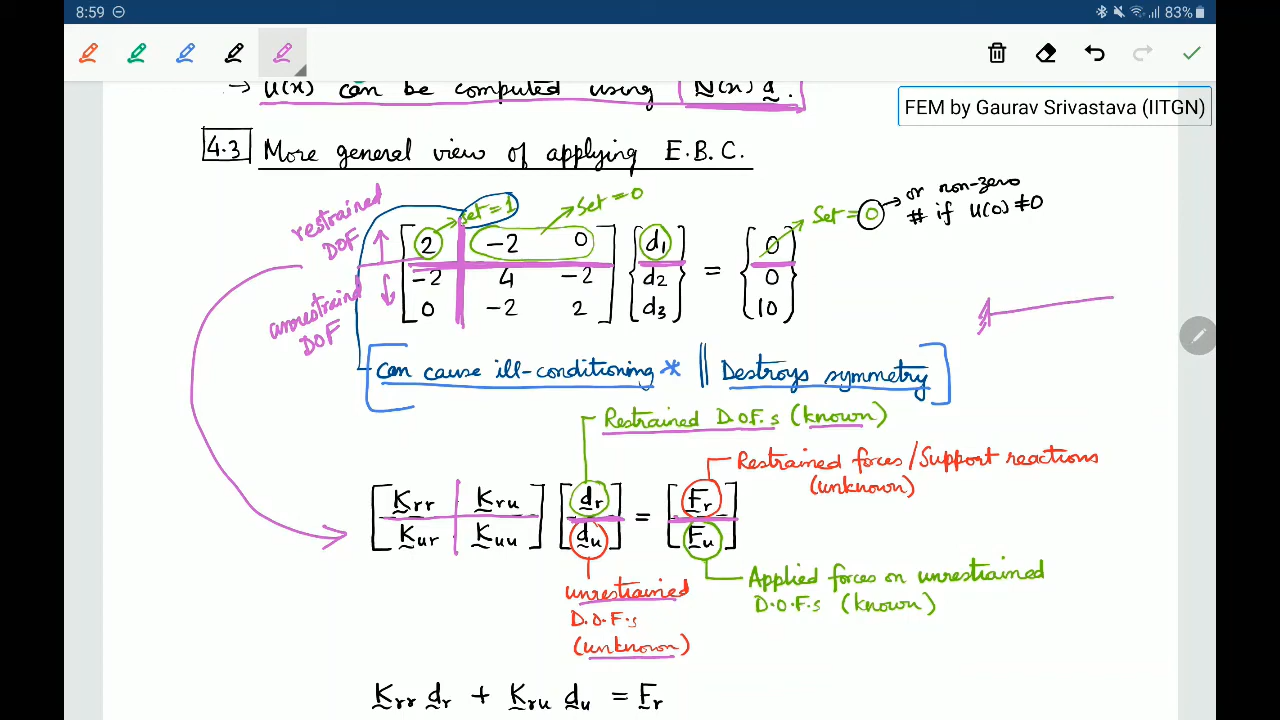 8:59
83%
→ U(x) can be computed using N(x) d.
FEM by Gaurav Srivastava (IITGN)
4.3 More general view of applying E.B.C.
restrained DOF
set = 1
Set = 0
Set = 0
or non-zero
# if U(0) ≠ 0
[2 -2 0] {d1} = {0}
[-2 4 -2] {d2} {0}
[0 -2 2] {d3} {10}
unrestrained DOF
Can cause ill-conditioning * || Destroys symmetry
Restrained D.O.F.s (known)
Restrained forces/Support reactions
(unknown)
[Krr Kru] [dr] = [Fr]
[Kur Kuu] [du] [Fu]
Applied forces on unrestrained
D.O.F.s (known)
unrestrained
D.O.F.s
(unknown)
Krr dr + Kru du = Fr